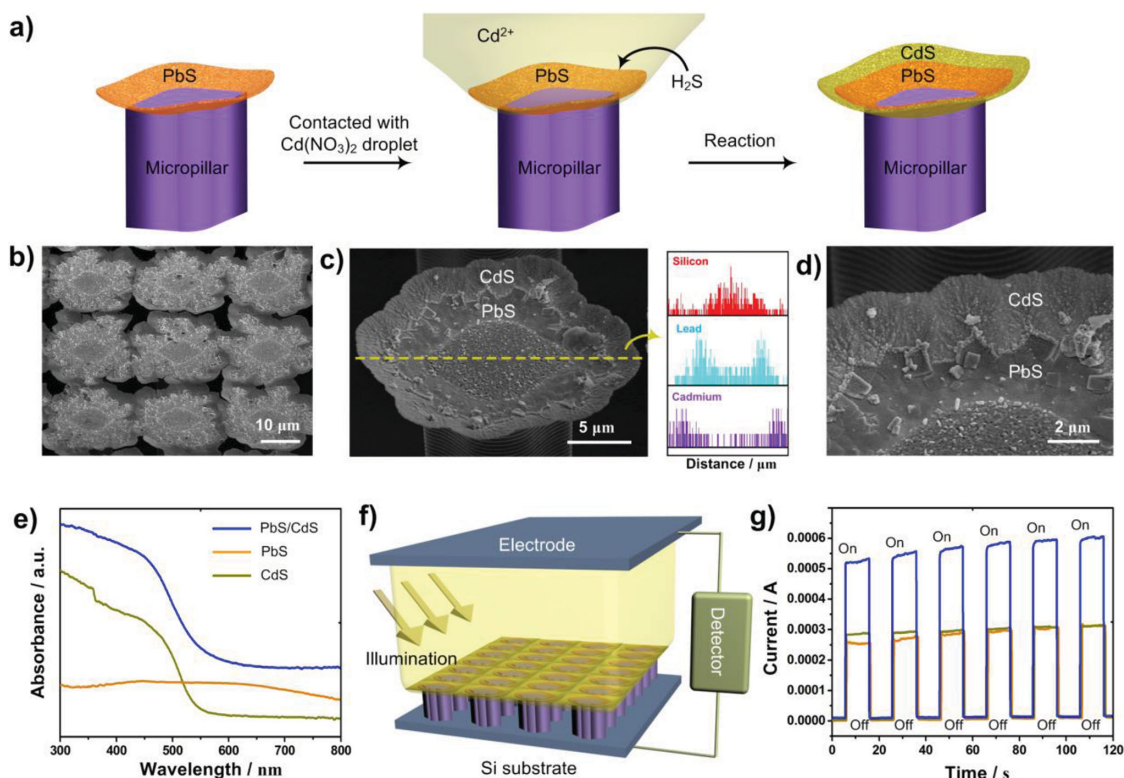 a)
PbS
Micropillar
Contacted with
Cd(NO₃)₂ droplet
Cd²⁺
PbS
H₂S
Micropillar
Reaction
CdS
PbS
Micropillar
b)
10 μm
c)
CdS
PbS
5 μm
Silicon
Lead
Cadmium
Distance / μm
d)
CdS
PbS
2 μm
e)
PbS/CdS
PbS
CdS
Absorbance / a.u.
300 400 500 600 700 800
Wavelength / nm
f)
Electrode
Illumination
Detector
Si substrate
g)
On On On On On On
0.0006
0.0005
0.0004
0.0003
0.0002
0.0001
0.0000
Current / A
Off Off Off Off Off Off
0 20 40 60 80 100 120
Time / s